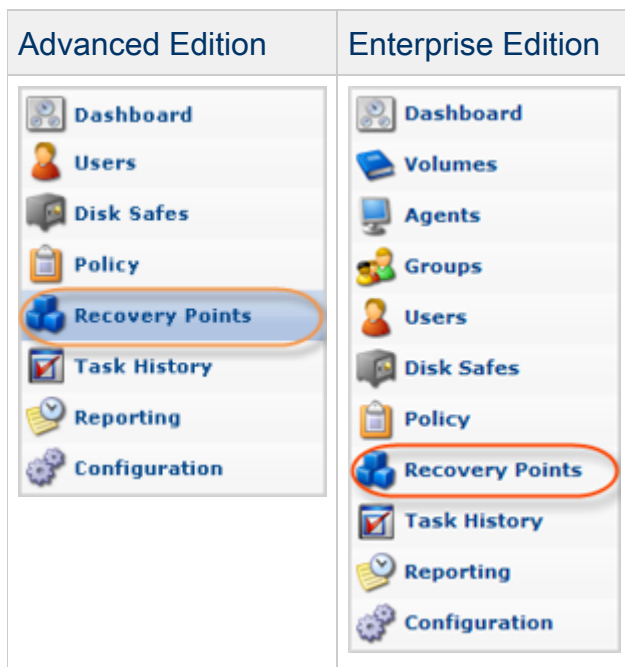 Advanced Edition
Dashboard
Users
Disk Safes
Policy
Recovery Points
Task History
Reporting
Configuration
Enterprise Edition
Dashboard
Volumes
Agents
Groups
Users
Disk Safes
Policy
Recovery Points
Task History
Reporting
Configuration